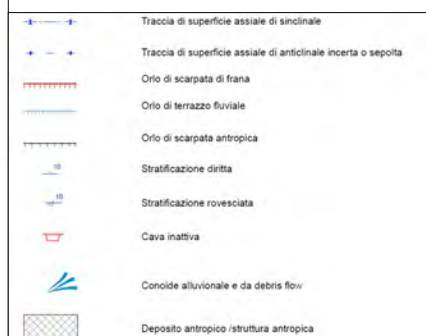 Traccia di superficie assiale di sinclinale
Traccia di superficie assiale di anticlinale incerta o sepolta
Orlo di scarpata di frana
Orlo di terrazzo fluviale
Orlo di scarpata antropica
10
Stratificazione diritta
10
Stratificazione rovesciata
Cava inattiva
Conoide alluvionale e da debris flow
Deposito antropico /struttura antropica